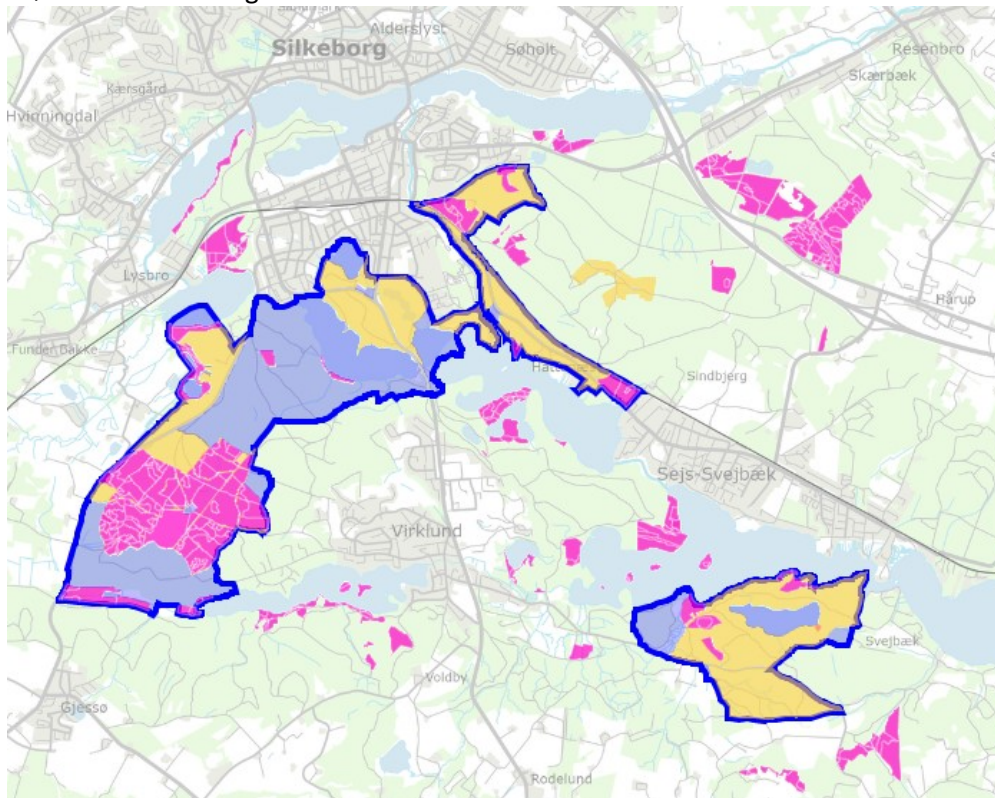 Alderslyst
Silkeborg
Søholt
Resenbro
Skærbæk
Kærsgård
Hvinningdal
Lysbro
Hårup
Funder Bakke
Sindbjerg
Sejs-Svejbæk
Virklund
Svejbæk
Voldby
Gjessø
Rodelund